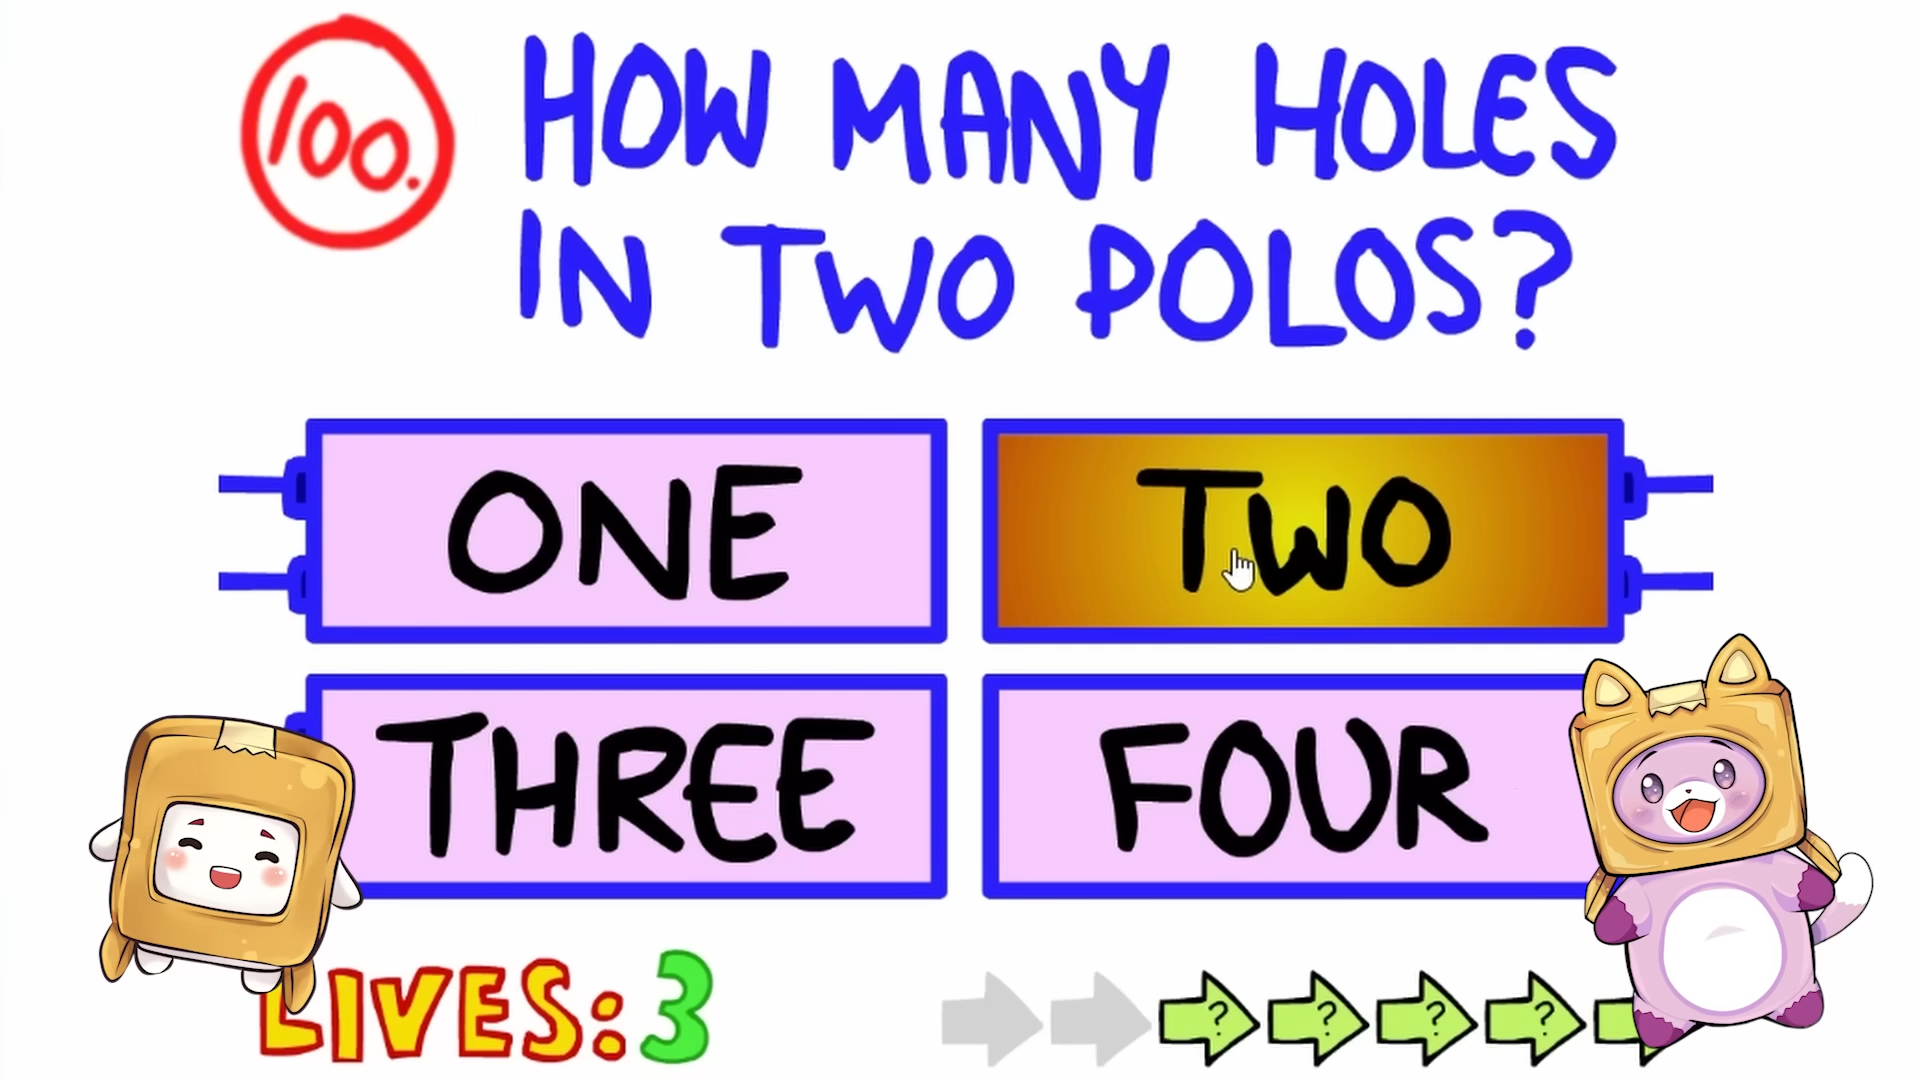 100.
HOW MANY HOLES
IN TWO POLOS?
ONE
TWO
THREE
FOUR
LIVES: 3
? ? ? ?